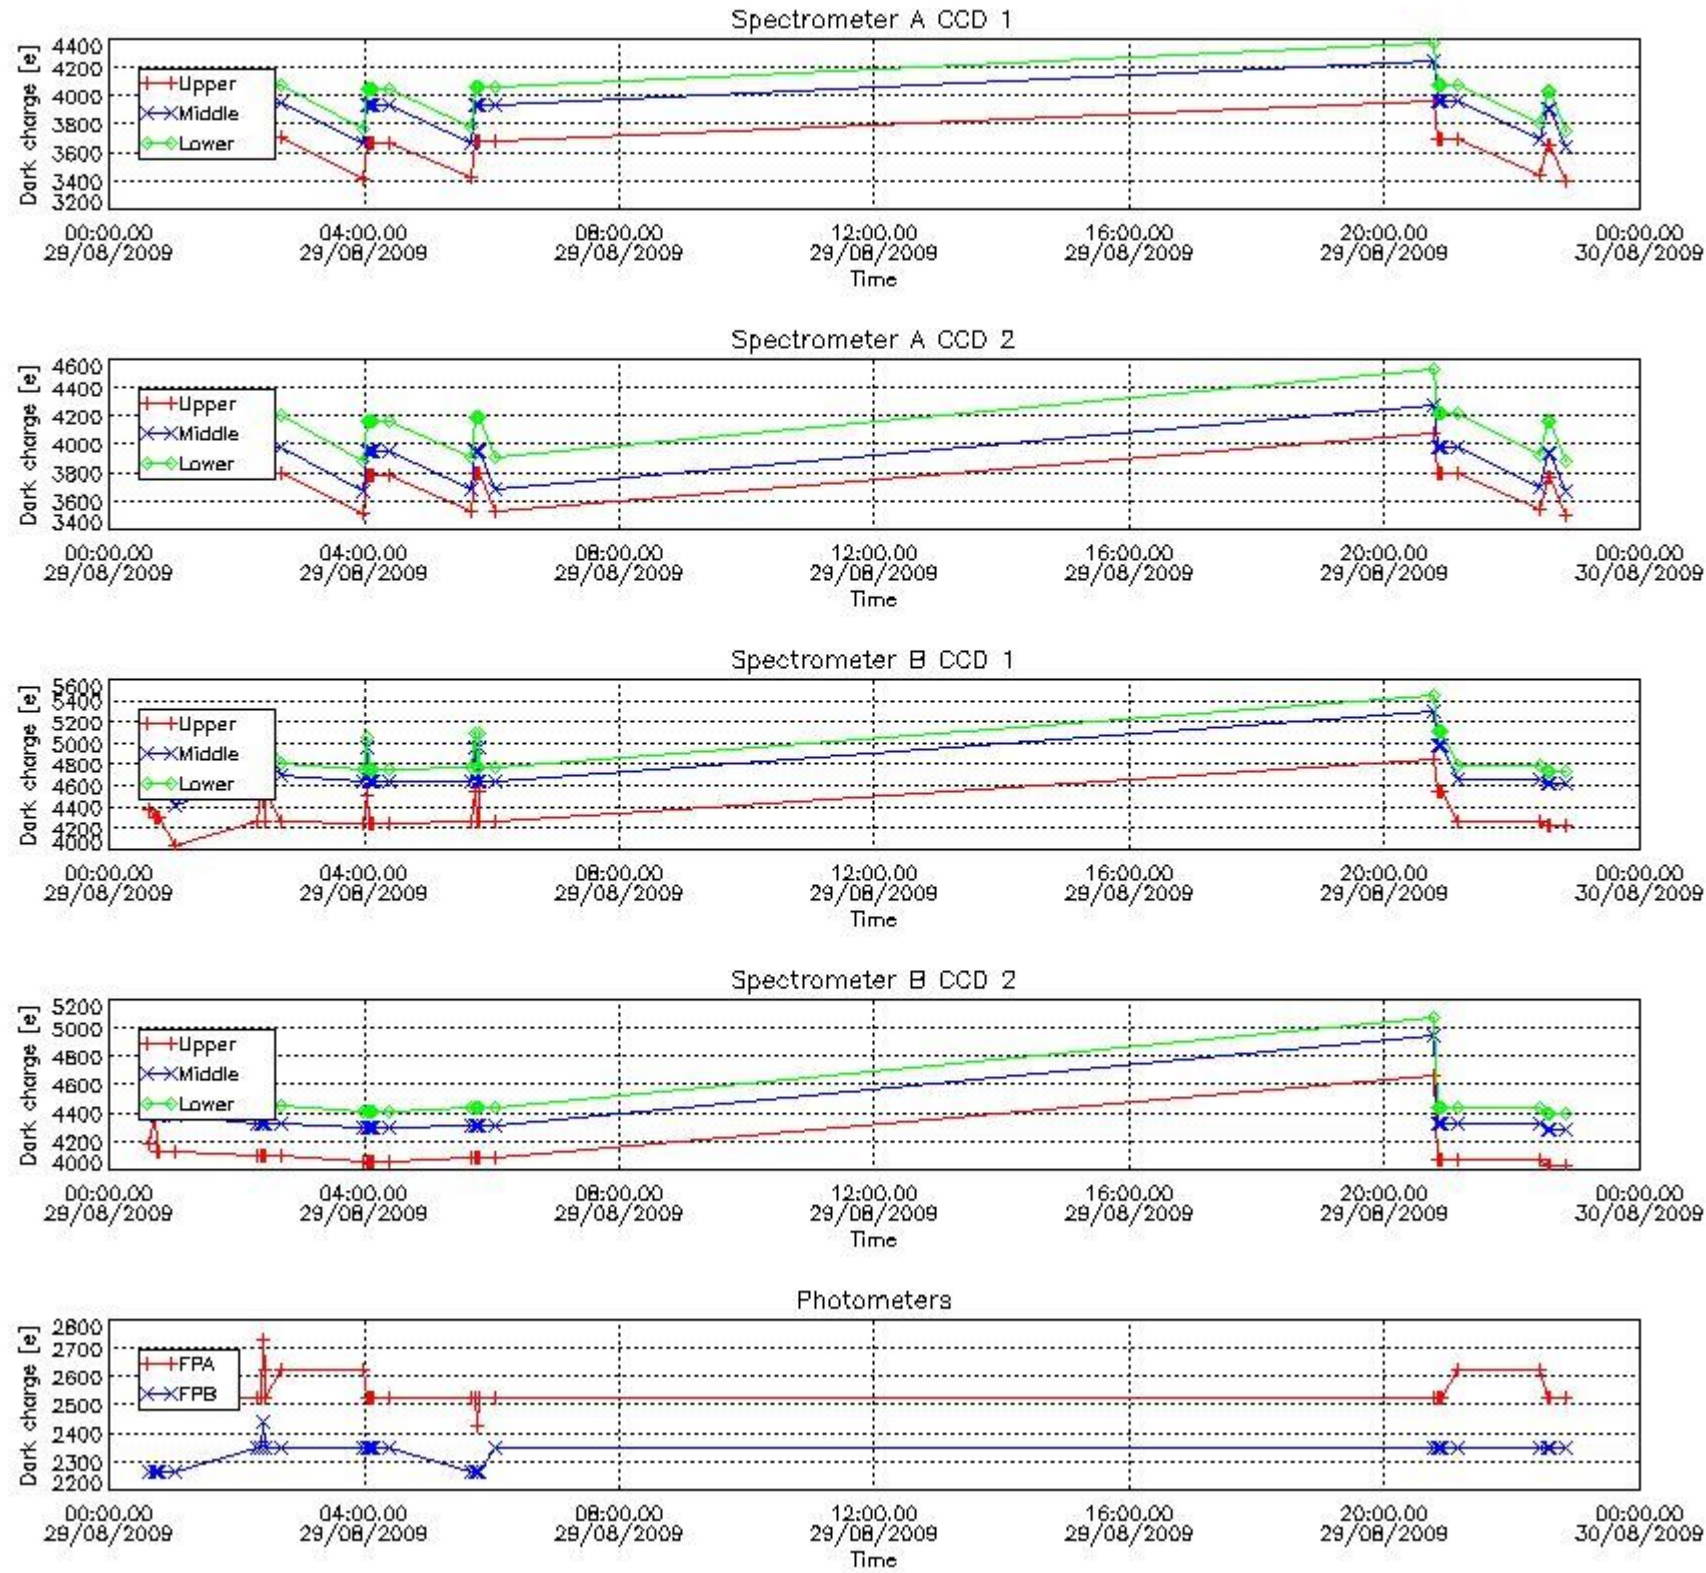 Spectrometer A CCD 1
Dark charge [e]
4400
4200
4000
3800
3600
3400
3200
Upper
Middle
Lower
00:00.00 04:00.00 08:00.00 12:00.00 16:00.00 20:00.00 00:00.00
29/08/2009 29/08/2009 29/08/2009 29/08/2009 29/08/2009 29/08/2009 30/08/2009
Time
Spectrometer A CCD 2
Dark charge [e]
4600
4400
4200
4000
3800
3600
3400
Upper
Middle
Lower
00:00.00 04:00.00 08:00.00 12:00.00 16:00.00 20:00.00 00:00.00
29/08/2009 29/08/2009 29/08/2009 29/08/2009 29/08/2009 29/08/2009 30/08/2009
Time
Spectrometer B CCD 1
Dark charge [e]
5600
5400
5200
5000
4800
4600
4400
4200
4000
Upper
Middle
Lower
00:00.00 04:00.00 08:00.00 12:00.00 16:00.00 20:00.00 00:00.00
29/08/2009 29/08/2009 29/08/2009 29/08/2009 29/08/2009 29/08/2009 30/08/2009
Time
Spectrometer B CCD 2
Dark charge [e]
5200
5000
4800
4600
4400
4200
4000
Upper
Middle
Lower
00:00.00 04:00.00 08:00.00 12:00.00 16:00.00 20:00.00 00:00.00
29/08/2009 29/08/2009 29/08/2009 29/08/2009 29/08/2009 29/08/2009 30/08/2009
Time
Photometers
Dark charge [e]
2800
2700
2600
2500
2400
2300
2200
FPA
FPB
00:00.00 04:00.00 08:00.00 12:00.00 16:00.00 20:00.00 00:00.00
29/08/2009 29/08/2009 29/08/2009 29/08/2009 29/08/2009 29/08/2009 30/08/2009
Time